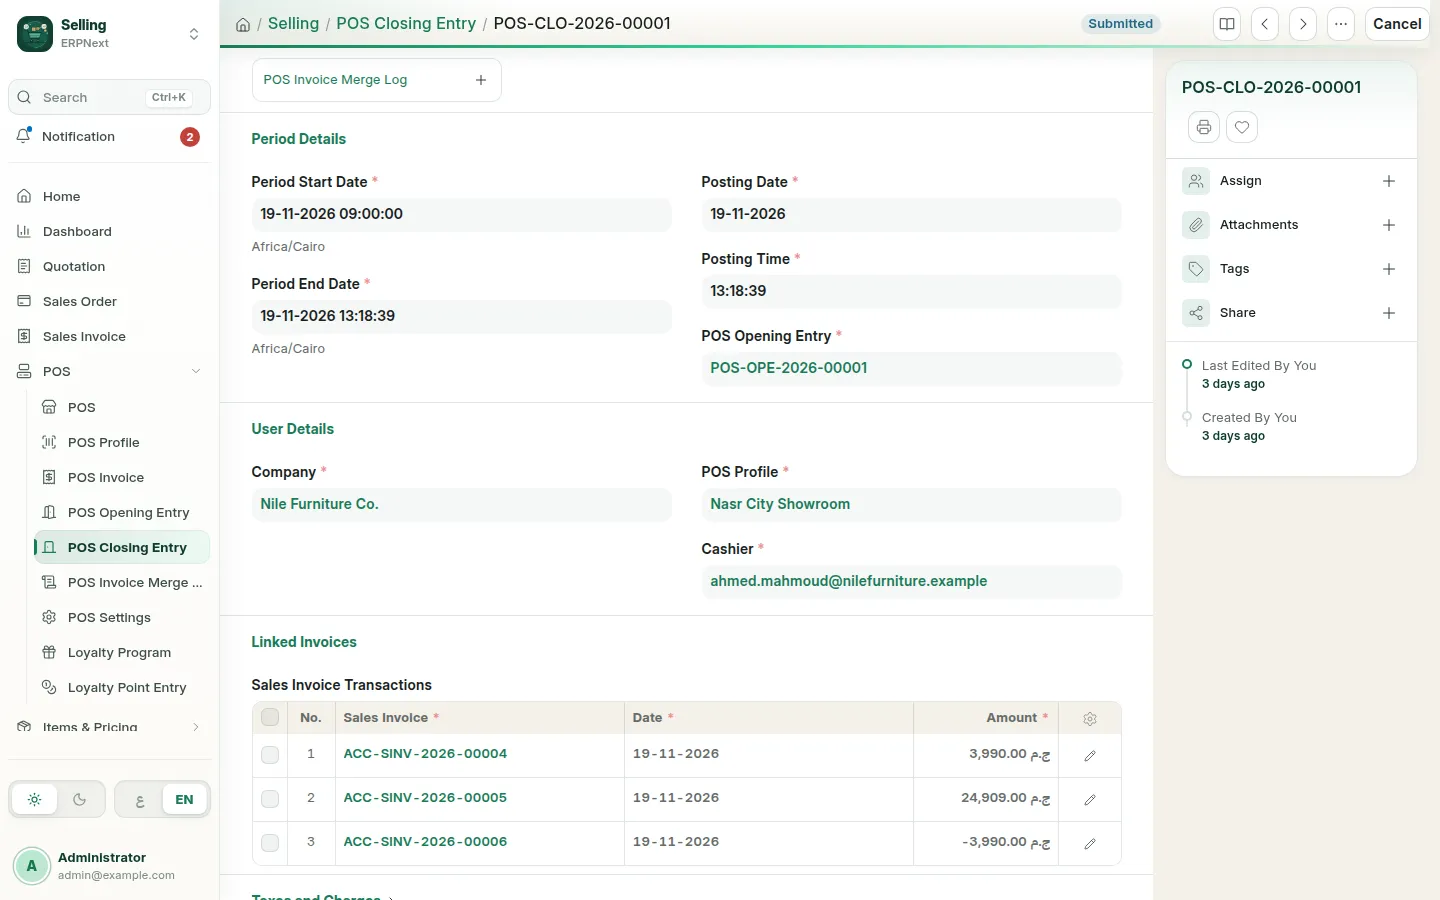 Selling
ERPNext
Search
Ctrl+K
Notification
2
Home
Dashboard
Quotation
Sales Order
Sales Invoice
POS
POS
POS Profile
POS Invoice
POS Opening Entry
POS Closing Entry
POS Invoice Merge ...
POS Settings
Loyalty Program
Loyalty Point Entry
Items & Pricing
ع
EN
A
Administrator
admin@example.com
/ Selling / POS Closing Entry / POS-CLO-2026-00001
Submitted
Cancel
POS Invoice Merge Log
Period Details
Period Start Date *
19-11-2026 09:00:00
Africa/Cairo
Period End Date *
19-11-2026 13:18:39
Africa/Cairo
Posting Date *
19-11-2026
Posting Time *
13:18:39
POS Opening Entry *
POS-OPE-2026-00001
User Details
Company *
Nile Furniture Co.
POS Profile *
Nasr City Showroom
Cashier *
ahmed.mahmoud@nilefurniture.example
Linked Invoices
Sales Invoice Transactions
No. Sales Invoice * Date * Amount *
1 ACC-SINV-2026-00004 19-11-2026 3,990.00 ج.م
2 ACC-SINV-2026-00005 19-11-2026 24,909.00 ج.م
3 ACC-SINV-2026-00006 19-11-2026 -3,990.00 ج.م
Taxes and Charges
POS-CLO-2026-00001
Assign
Attachments
Tags
Share
Last Edited By You
3 days ago
Created By You
3 days ago